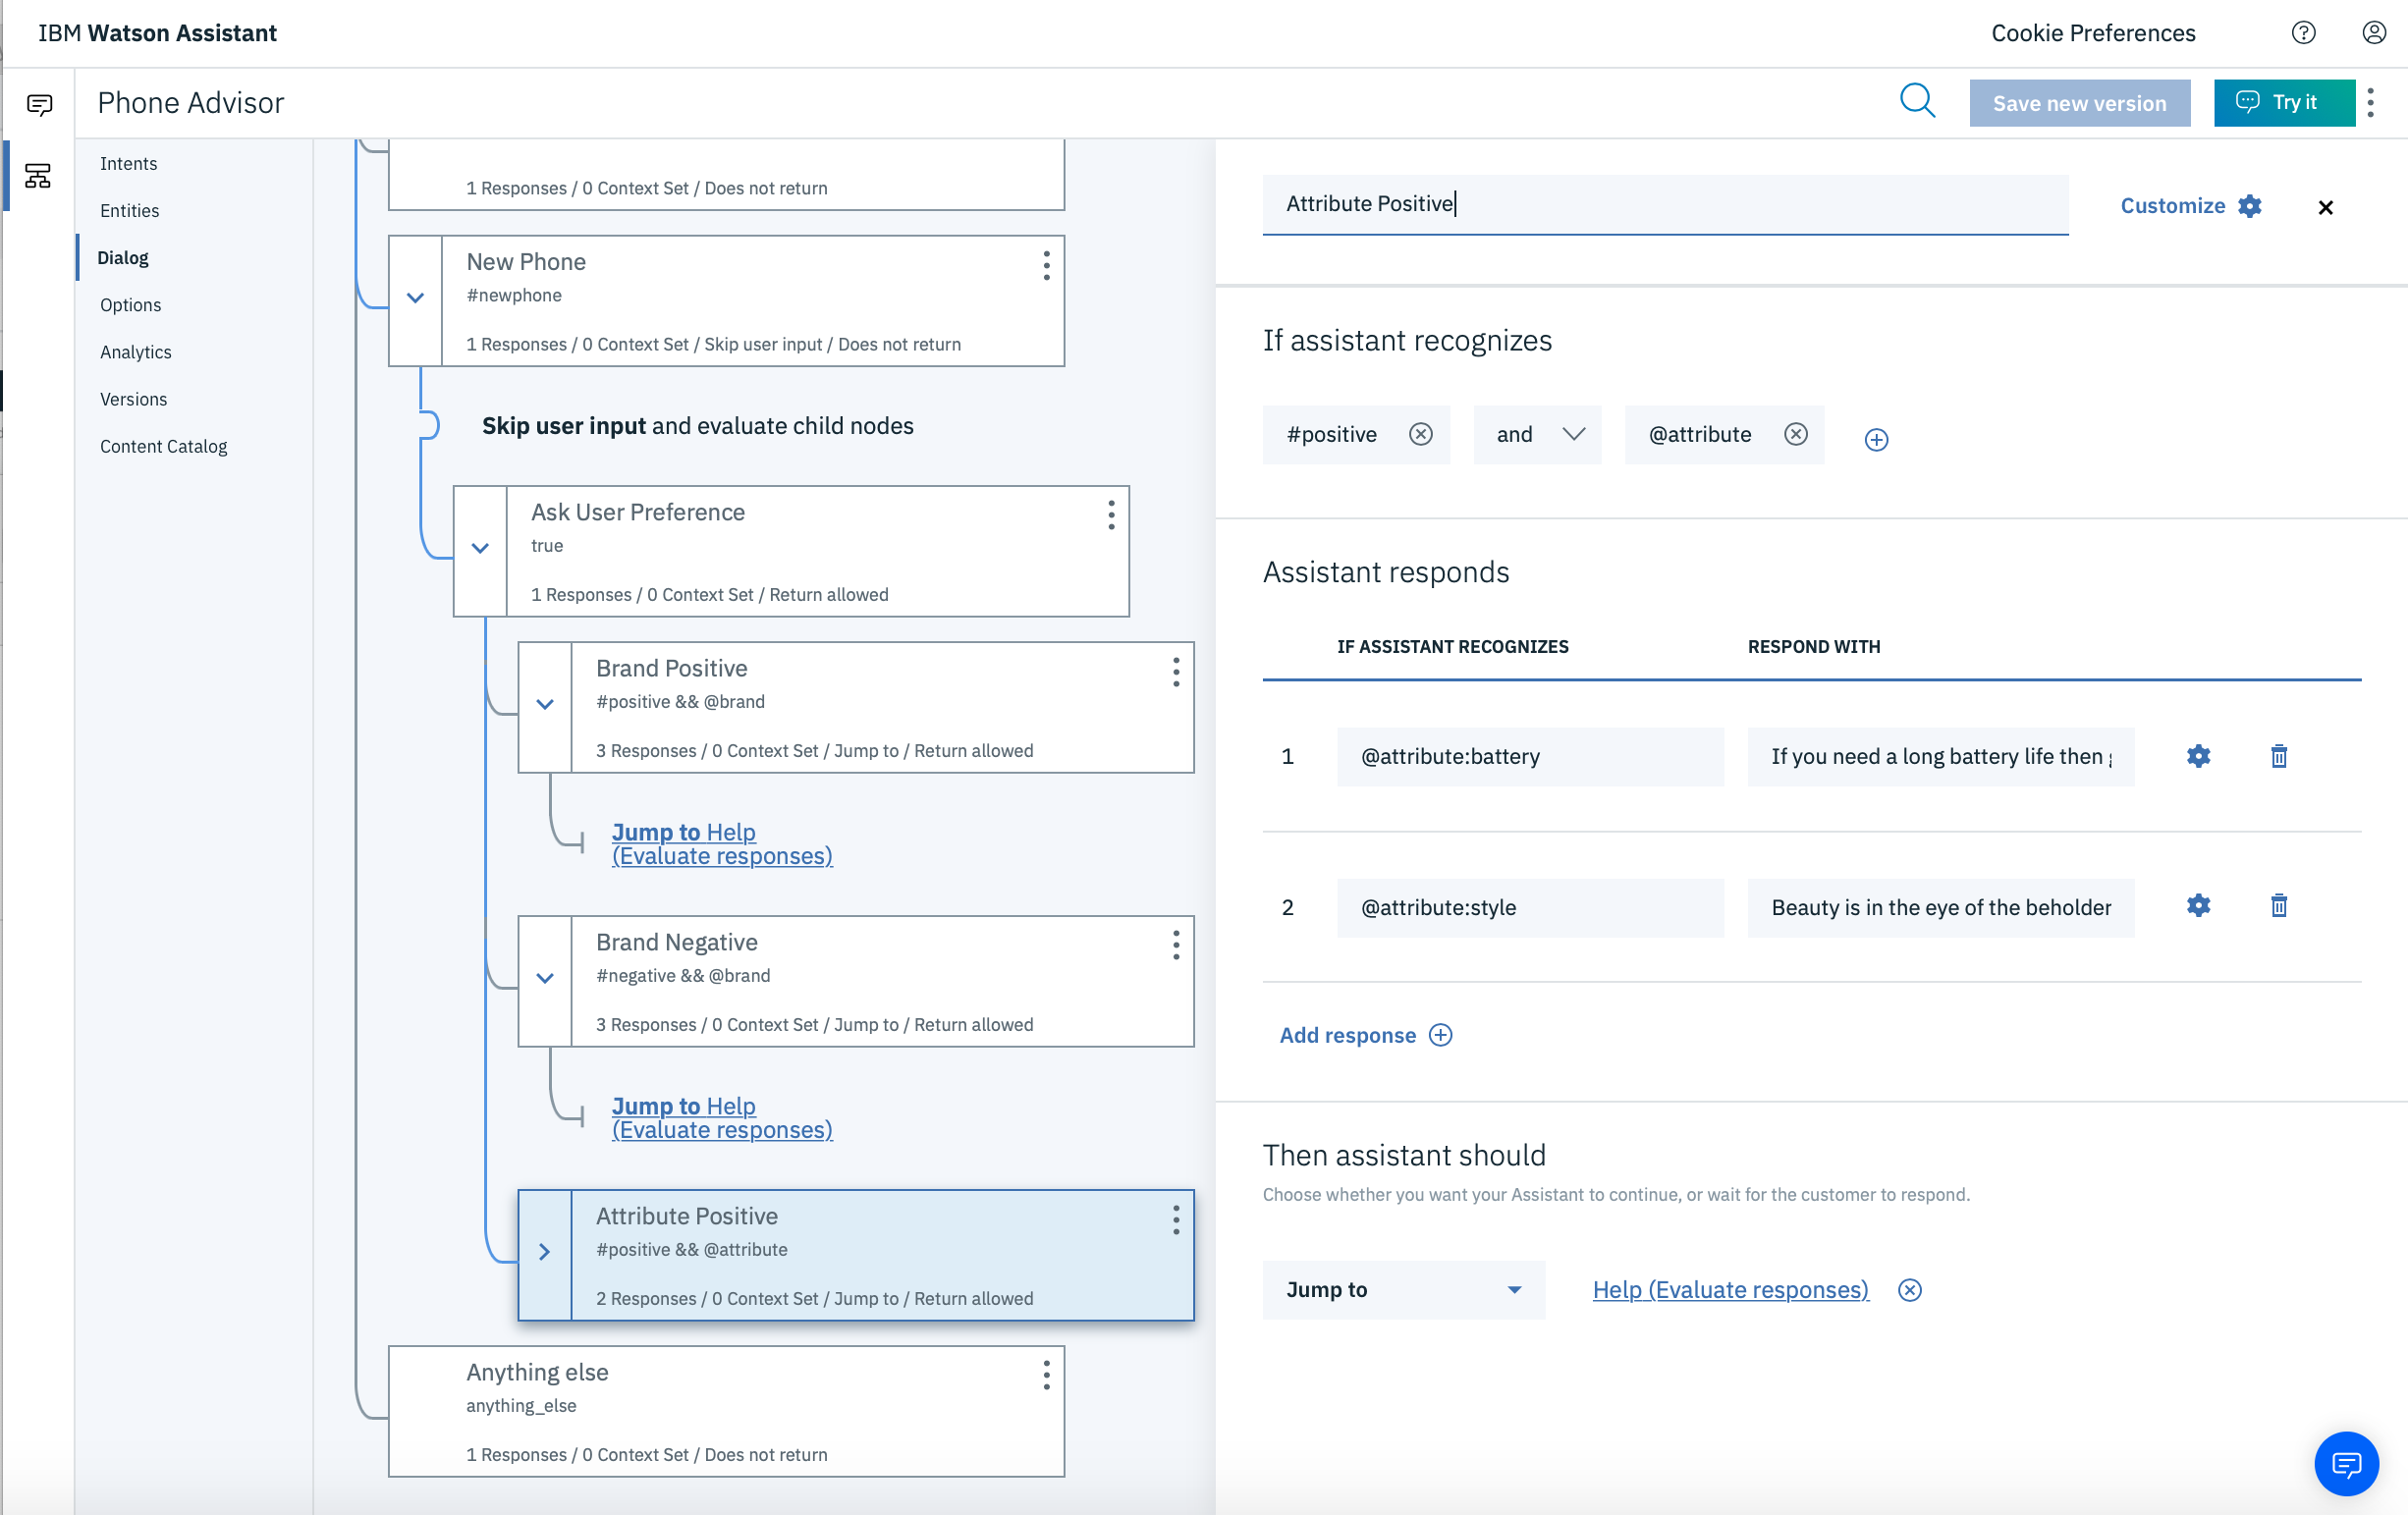 IBM Watson Assistant
Cookie Preferences
Phone Advisor
Save new version
Try it
Intents
Entities
Dialog
Options
Analytics
Versions
Content Catalog
1 Responses / 0 Context Set / Does not return
New Phone
#newphone
1 Responses / 0 Context Set / Skip user input / Does not return
Skip user input and evaluate child nodes
Ask User Preference
true
1 Responses / 0 Context Set / Return allowed
Brand Positive
#positive && @brand
3 Responses / 0 Context Set / Jump to / Return allowed
Jump to Help
(Evaluate responses)
Brand Negative
#negative && @brand
3 Responses / 0 Context Set / Jump to / Return allowed
Jump to Help
(Evaluate responses)
Attribute Positive
#positive && @attribute
2 Responses / 0 Context Set / Jump to / Return allowed
Anything else
anything_else
1 Responses / 0 Context Set / Does not return
Attribute Positive
Customize
If assistant recognizes
#positive
and
@attribute
Assistant responds
IF ASSISTANT RECOGNIZES
RESPOND WITH
1
@attribute:battery
If you need a long battery life then
2
@attribute:style
Beauty is in the eye of the beholder
Add response
Then assistant should
Choose whether you want your Assistant to continue, or wait for the customer to respond.
Jump to
Help (Evaluate responses)